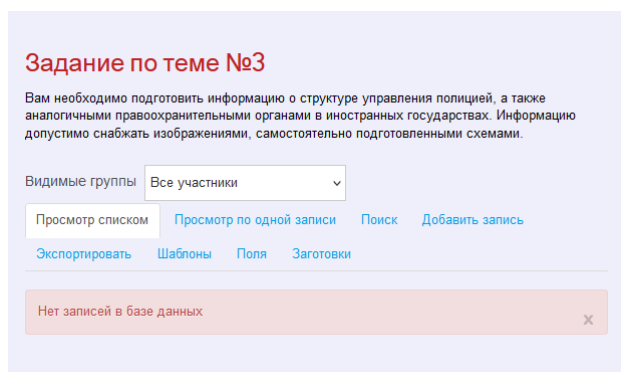 Задание по теме №3
Вам необходимо подготовить информацию о структуре управления полицией, а также
аналогичными правоохранительными органами в иностранных государствах. Информацию
допустимо снабжать изображениями, самостоятельно подготовленными схемами.
Видимые группы Все участники
Просмотр списком Просмотр по одной записи Поиск Добавить запись
Экспортировать Шаблоны Поля Заготовки
Нет записей в базе данных
x